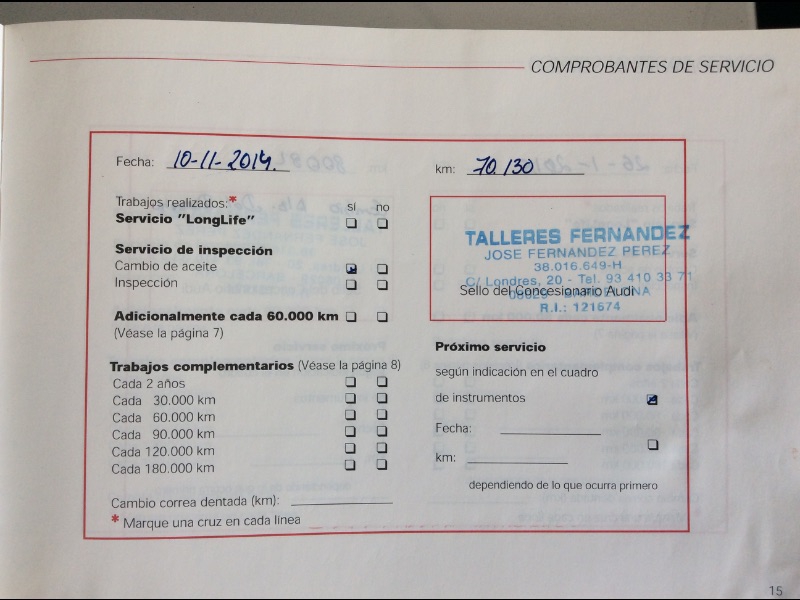 COMPROBANTES DE SERVICIO
Fecha: 10-11-2014.
Trabajos realizados:* sí no
Servicio "LongLife"
Servicio de inspección
Cambio de aceite
Inspección
Adicionalmente cada 60.000 km
(Véase la página 7)
Trabajos complementarios (Véase la página 8)
Cada 2 años
Cada 30.000 km
Cada 60.000 km
Cada 90.000 km
Cada 120.000 km
Cada 180.000 km
Cambio correa dentada (km):
* Marque una cruz en cada línea
km: 70.130
TALLERES FERNANDEZ
JOSE FERNANDEZ PEREZ
38.016.649-H
C/ Londres, 20 - Tel. 93 410 33 71
Sello del Concesionario Audi
BARCELONA
R.I.: 121674
Próximo servicio
según indicación en el cuadro
de instrumentos
Fecha:
km:
dependiendo de lo que ocurra primero
15